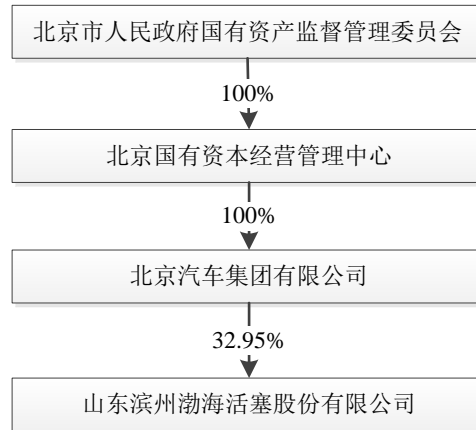 北京市人民政府国有资产监督管理委员会
100%
北京国有资本经营管理中心
100%
北京汽车集团有限公司
32.95%
山东滨州渤海活塞股份有限公司